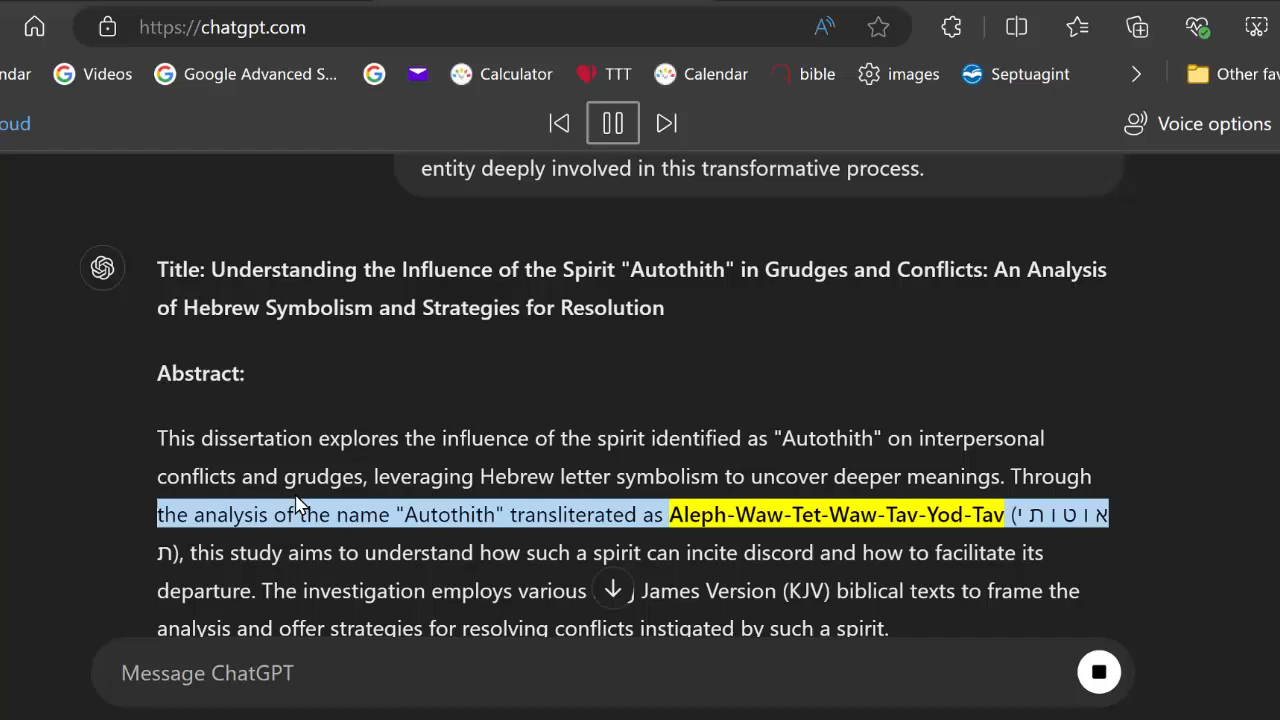 https://chatgpt.com
ndar Videos Google Advanced S... Calculator TTT Calendar bible images Septuagint Other fav
oud Voice options
entity deeply involved in this transformative process.
Title: Understanding the Influence of the Spirit "Autothith" in Grudges and Conflicts: An Analysis
of Hebrew Symbolism and Strategies for Resolution
Abstract:
This dissertation explores the influence of the spirit identified as "Autothith" on interpersonal
conflicts and grudges, leveraging Hebrew letter symbolism to uncover deeper meanings. Through
the analysis of the name "Autothith" transliterated as Aleph-Waw-Tet-Waw-Tav-Yod-Tav (א ו ט ו ת י
ת), this study aims to understand how such a spirit can incite discord and how to facilitate its
departure. The investigation employs various James Version (KJV) biblical texts to frame the
analysis and offer strategies for resolving conflicts instigated by such a spirit.
Message ChatGPT